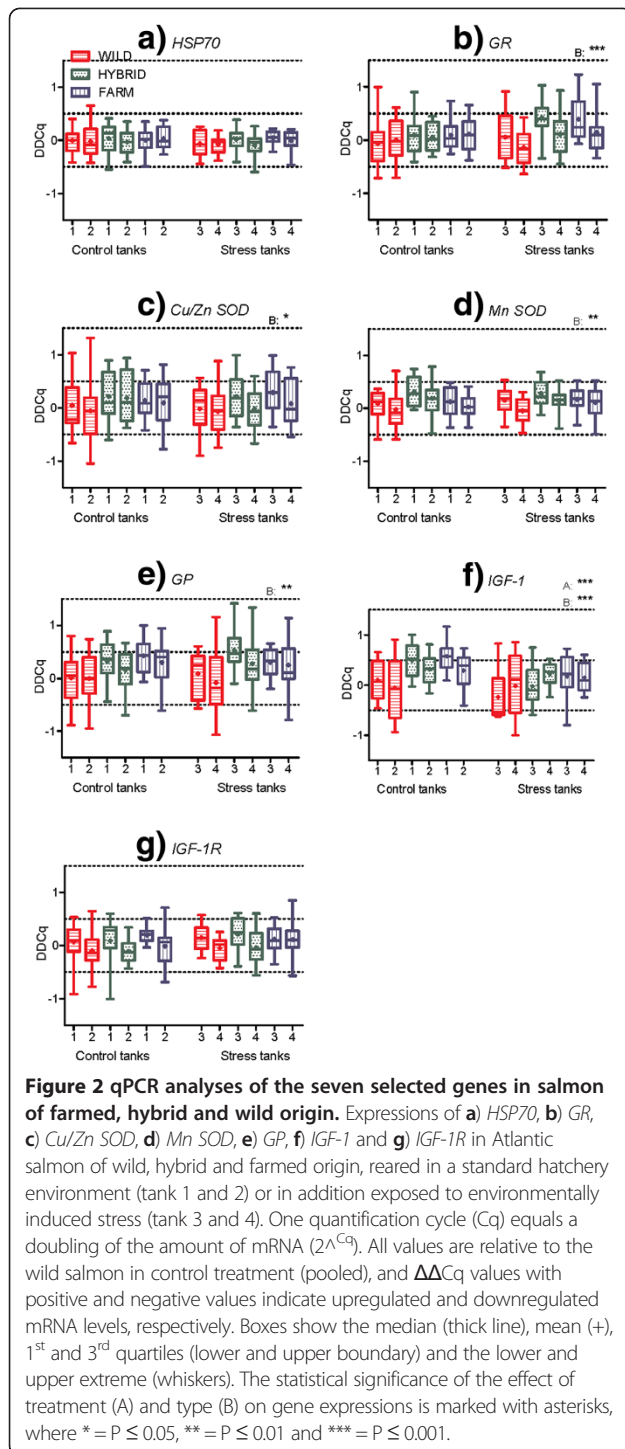 a) HSP70
b) GR
WILD
HYBRID
FARM
B: ***
DDCq
1
0
-1
1 2 1 2 1 2 3 4 3 4 3 4
Control tanks Stress tanks
DDCq
1
0
-1
1 2 1 2 1 2 3 4 3 4 3 4
Control tanks Stress tanks
c) Cu/Zn SOD
B: *
d) Mn SOD
B: **
DDCq
1
0
-1
1 2 1 2 1 2 3 4 3 4 3 4
Control tanks Stress tanks
DDCq
1
0
-1
1 2 1 2 1 2 3 4 3 4 3 4
Control tanks Stress tanks
e) GP
B: **
f) IGF-1
A: ***
B: ***
DDCq
1
0
-1
1 2 1 2 1 2 3 4 3 4 3 4
Control tanks Stress tanks
DDCq
1
0
-1
1 2 1 2 1 2 3 4 3 4 3 4
Control tanks Stress tanks
g) IGF-1R
DDCq
1
0
-1
1 2 1 2 1 2 3 4 3 4 3 4
Control tanks Stress tanks
Figure 2 qPCR analyses of the seven selected genes in salmon
of farmed, hybrid and wild origin. Expressions of a) HSP70, b) GR,
c) Cu/Zn SOD, d) Mn SOD, e) GP, f) IGF-1 and g) IGF-1R in Atlantic
salmon of wild, hybrid and farmed origin, reared in a standard hatchery
environment (tank 1 and 2) or in addition exposed to environmentally
induced stress (tank 3 and 4). One quantification cycle (Cq) equals a
doubling of the amount of mRNA (2^Cq). All values are relative to the
wild salmon in control treatment (pooled), and ΔΔCq values with
positive and negative values indicate upregulated and downregulated
mRNA levels, respectively. Boxes show the median (thick line), mean (+),
1st and 3rd quartiles (lower and upper boundary) and the lower and
upper extreme (whiskers). The statistical significance of the effect of
treatment (A) and type (B) on gene expressions is marked with asterisks,
where * = P ≤ 0.05, ** = P ≤ 0.01 and *** = P ≤ 0.001.